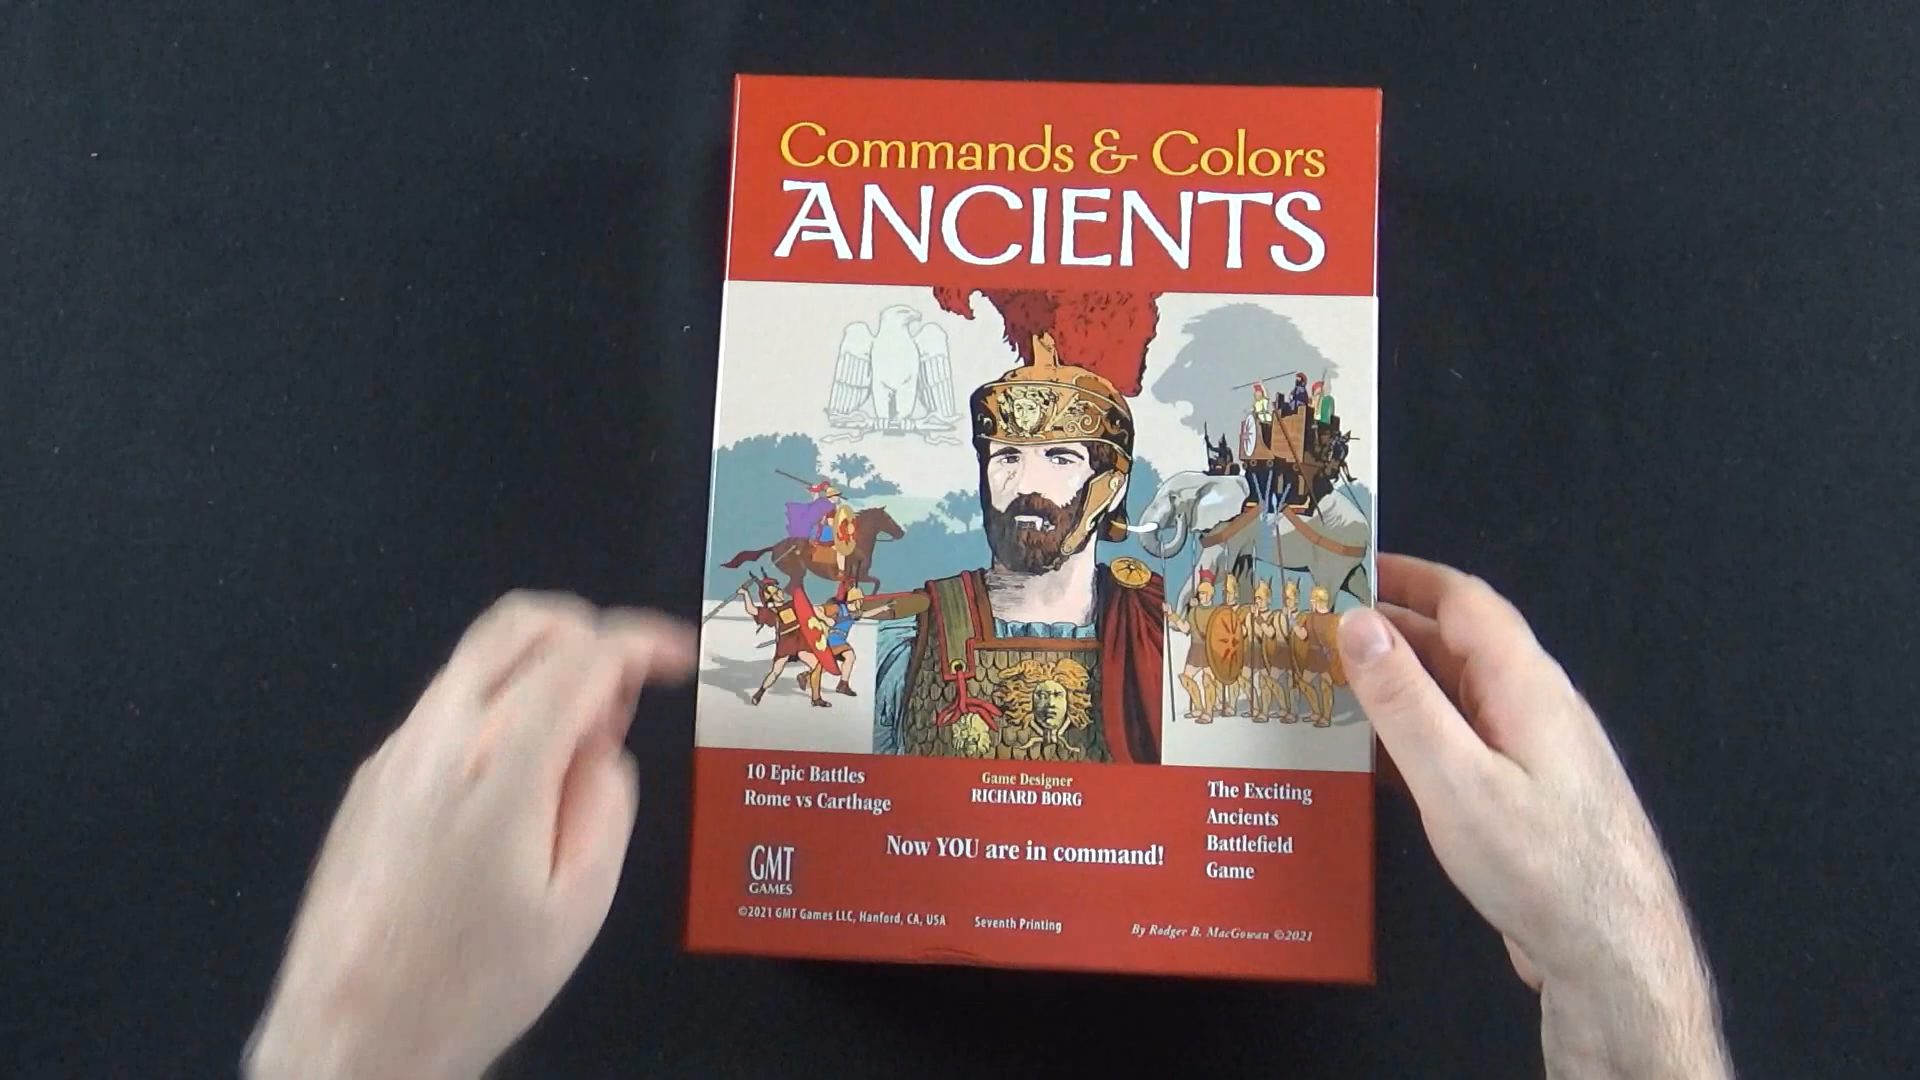 Commands & Colors
ANCIENTS
10 Epic Battles
Rome vs Carthage
Game Designer
RICHARD BORG
The Exciting
Ancients
Battlefield
Game
Now YOU are in command!
GMT
GAMES
©2021 GMT Games LLC, Hanford, CA, USA
Seventh Printing
By Rodger B. MacGowan ©2021